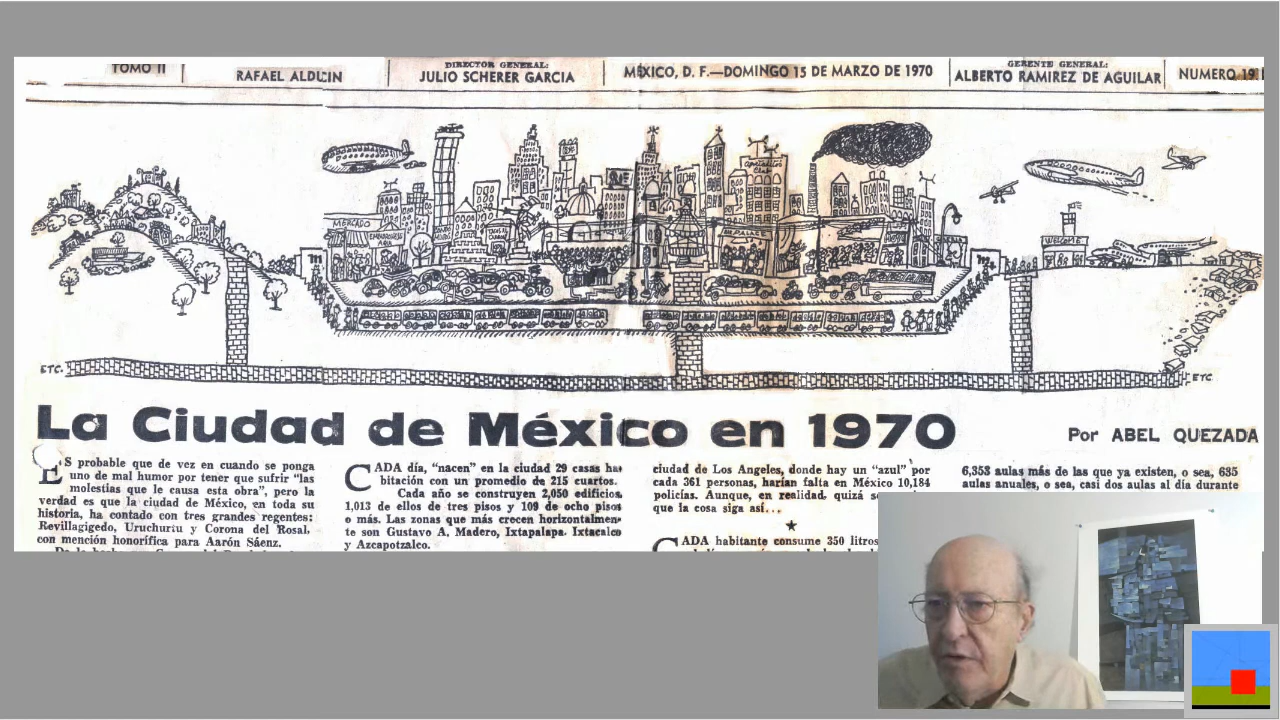 TOMO II
RAFAEL ALDUCIN
DIRECTOR GENERAL:
JULIO SCHERER GARCIA
MEXICO, D. F.—DOMINGO 15 DE MARZO DE 1970
GERENTE GENERAL:
ALBERTO RAMIREZ DE AGUILAR
NUMERO 19
MERCADO
WELCOME
ETC.
ETC.
La Ciudad de México en 1970
Por ABEL QUEZADA
ES probable que de vez en cuando se ponga
uno de mal humor por tener que sufrir "las
molestias que le causa esta obra", pero la
verdad es que la ciudad de México, en toda su
historia, ha contado con tres grandes regentes:
Revillagigedo, Uruchurtu y Corona del Rosal,
con mención honorífica para Aarón Sáenz.
CADA día, "nacen" en la ciudad 29 casas ha-
bitación con un promedio de 215 cuartos.
Cada año se construyen 2,050 edificios,
1,013 de ellos de tres pisos y 109 de ocho pisos
o más. Las zonas que más crecen horizontalmen-
te son Gustavo A. Madero, Ixtapalapa. Ixtacalco
y Azcapotzalco.
ciudad de Los Angeles, donde hay un "azul" por
cada 361 personas, harían falta en México 10,184
policías. Aunque, en realidad, quizá
que la cosa siga así...
CADA habitante consume 350 litros
6,353 aulas más de las que ya existen, o sea, 635
aulas anuales, o sea, casi dos aulas al día durante